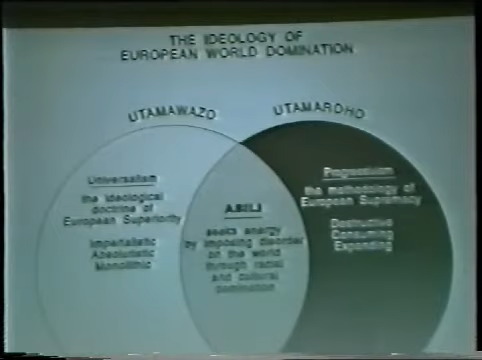 THE IDEOLOGY OF
EUROPEAN WORLD DOMINATION
UTAMAWAZO
UTAMAROHO
Universalism
the ideological
doctrine of
European Superiority
Imperialistic
Absolutistic
Monolithic
ASILI
seeks energy
by imposing disorder
on the world
through racial
and cultural
domination
the methodology of
European Supremacy
Destructive
Consuming
Expanding